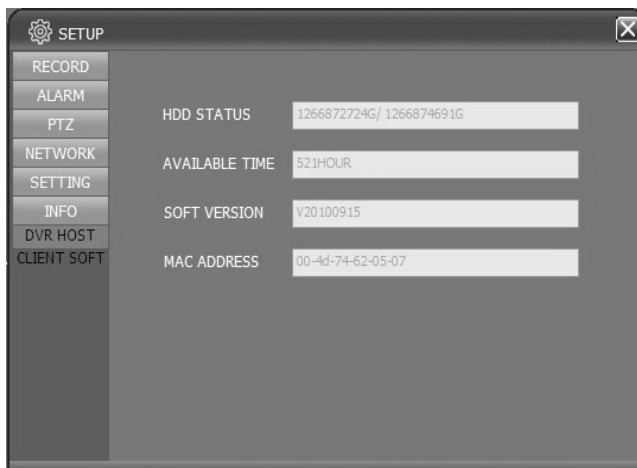 SETUP
RECORD
ALARM
PTZ
NETWORK
SETTING
INFO
DVR HOST
CLIENT SOFT
HDD STATUS 1266872724G/ 1266874691G
AVAILABLE TIME 521HOUR
SOFT VERSION V20100915
MAC ADDRESS 00-4d-74-62-05-07